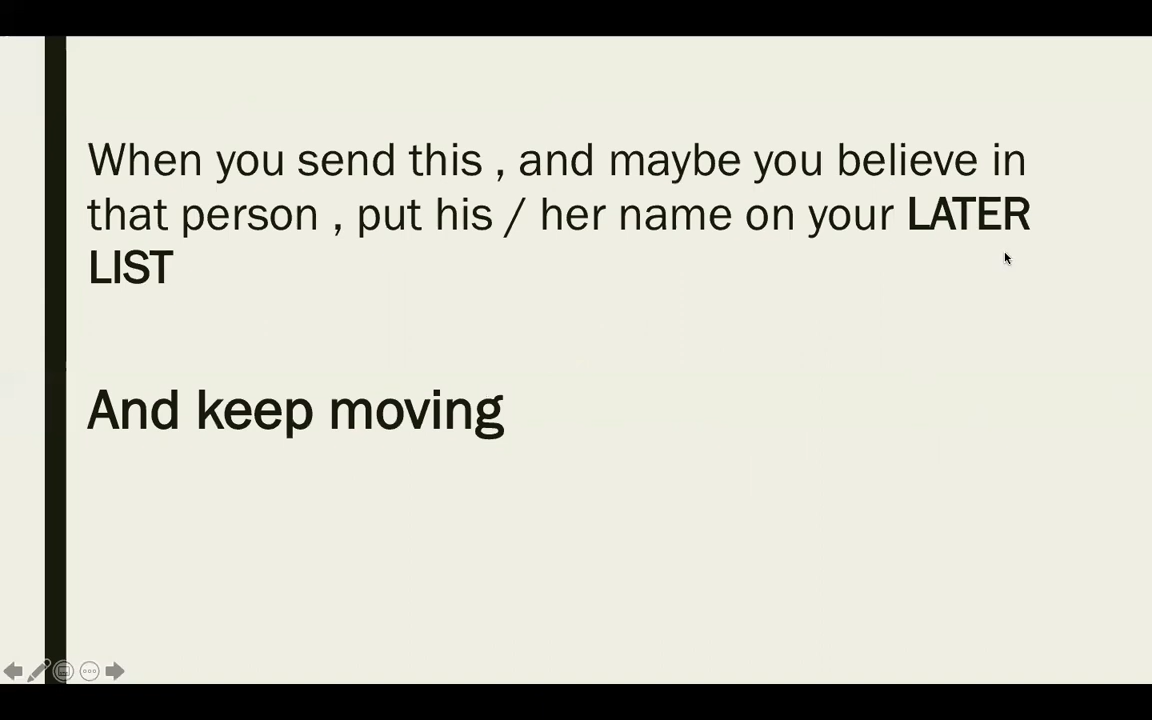 When you send this , and maybe you believe in
that person , put his / her name on your LATER
LIST
And keep moving